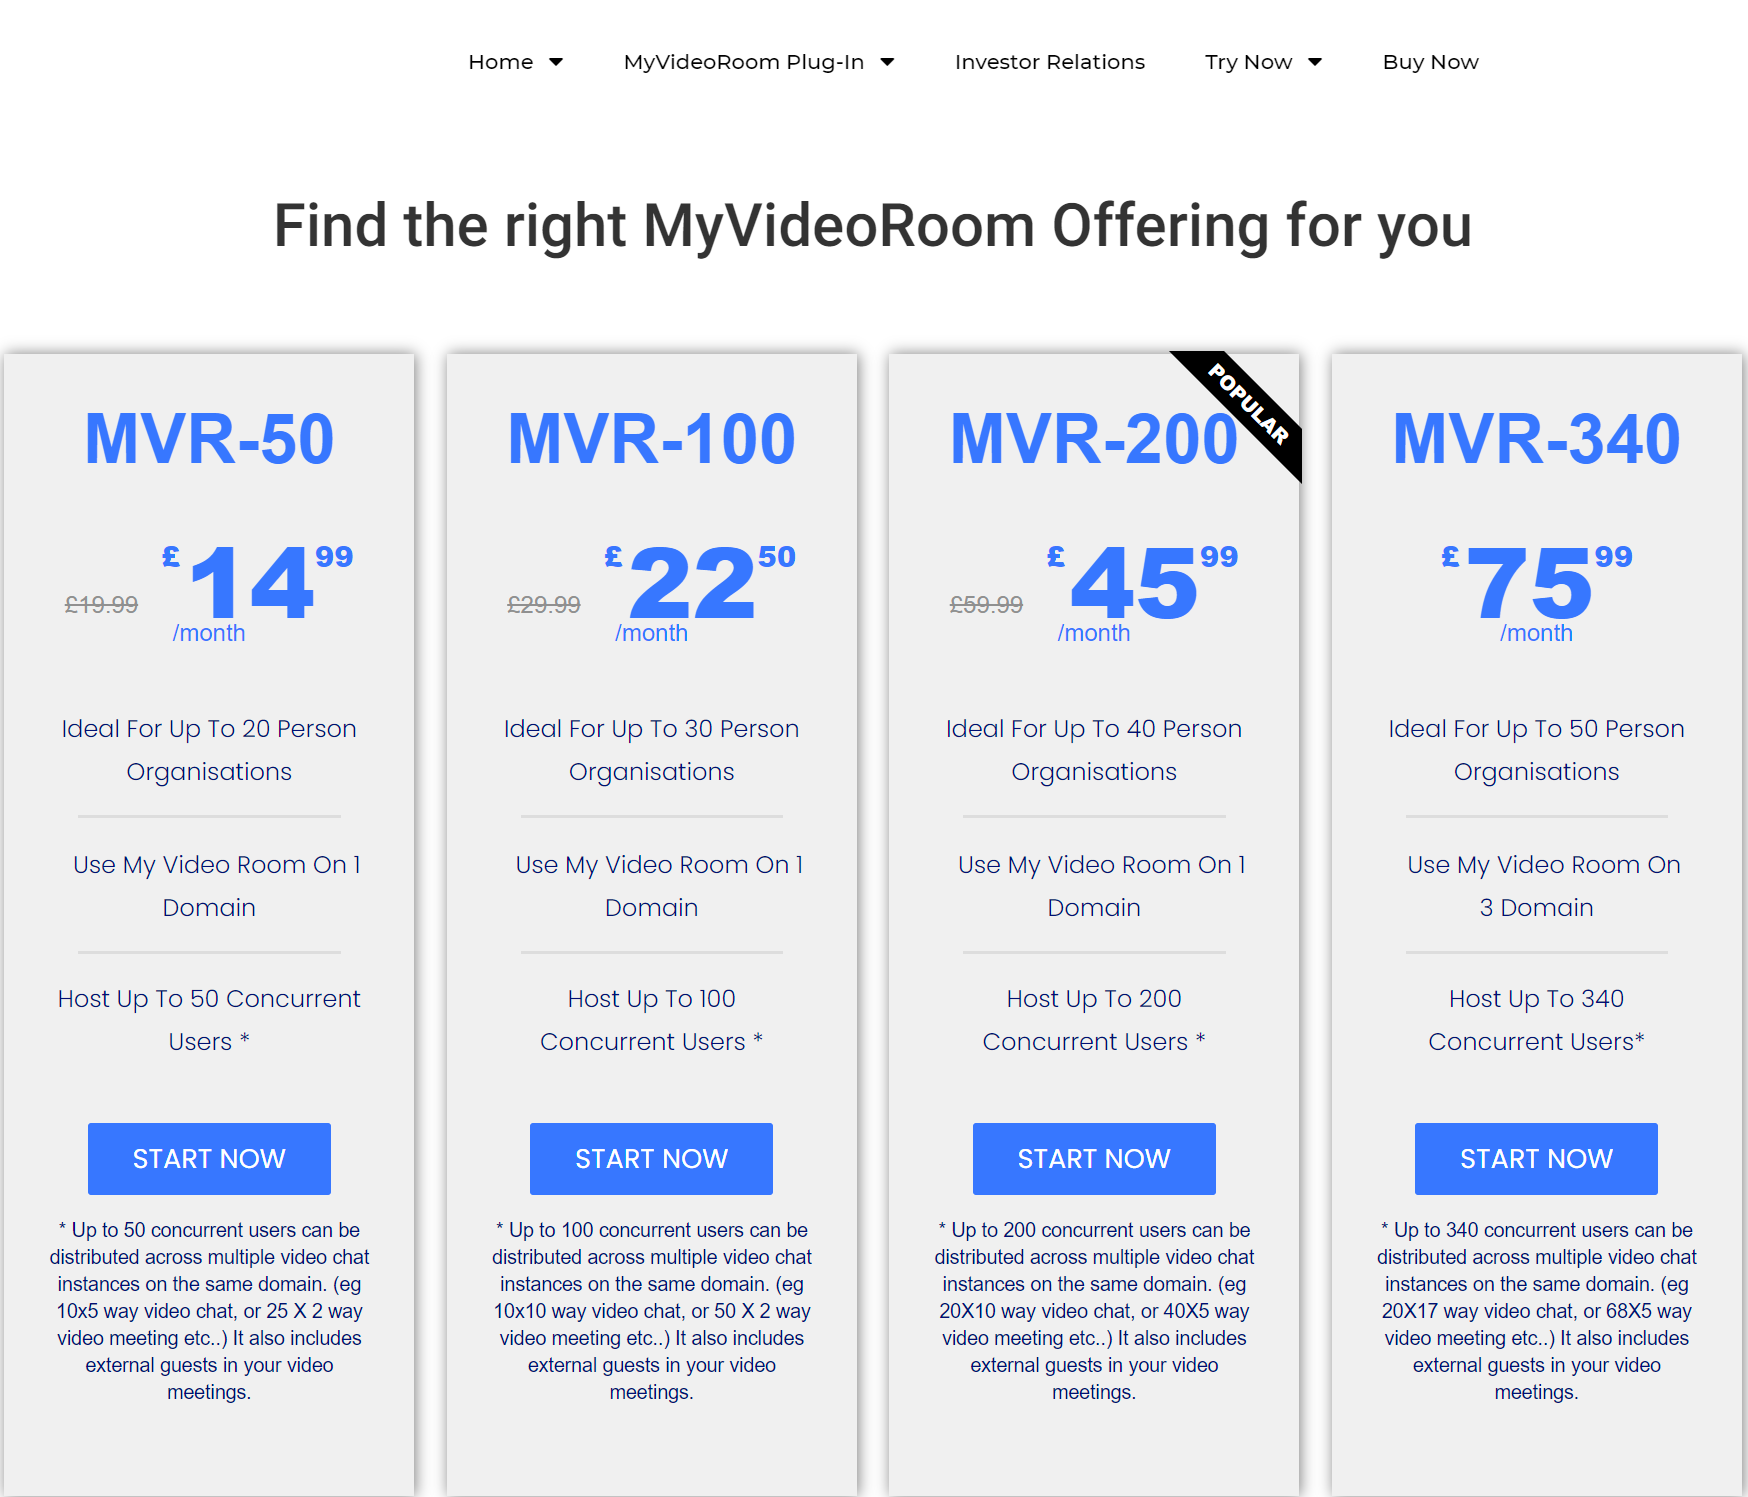 Home
MyVideoRoom Plug-In
Investor Relations
Try Now
Buy Now
Find the right MyVideoRoom Offering for you
MVR-50
£19.99 £14.99
/month
Ideal For Up To 20 Person
Organisations
Use My Video Room On 1
Domain
Host Up To 50 Concurrent
Users *
START NOW
* Up to 50 concurrent users can be
distributed across multiple video chat
instances on the same domain. (eg
10x5 way video chat, or 25 X 2 way
video meeting etc..) It also includes
external guests in your video
meetings.
MVR-100
£29.99 £22.50
/month
Ideal For Up To 30 Person
Organisations
Use My Video Room On 1
Domain
Host Up To 100
Concurrent Users *
START NOW
* Up to 100 concurrent users can be
distributed across multiple video chat
instances on the same domain. (eg
10x10 way video chat, or 50 X 2 way
video meeting etc..) It also includes
external guests in your video
meetings.
POPULAR
MVR-200
£59.99 £45.99
/month
Ideal For Up To 40 Person
Organisations
Use My Video Room On 1
Domain
Host Up To 200
Concurrent Users *
START NOW
* Up to 200 concurrent users can be
distributed across multiple video chat
instances on the same domain. (eg
20X10 way video chat, or 40X5 way
video meeting etc..) It also includes
external guests in your video
meetings.
MVR-340
£75.99
/month
Ideal For Up To 50 Person
Organisations
Use My Video Room On
3 Domain
Host Up To 340
Concurrent Users*
START NOW
* Up to 340 concurrent users can be
distributed across multiple video chat
instances on the same domain. (eg
20X17 way video chat, or 68X5 way
video meeting etc..) It also includes
external guests in your video
meetings.